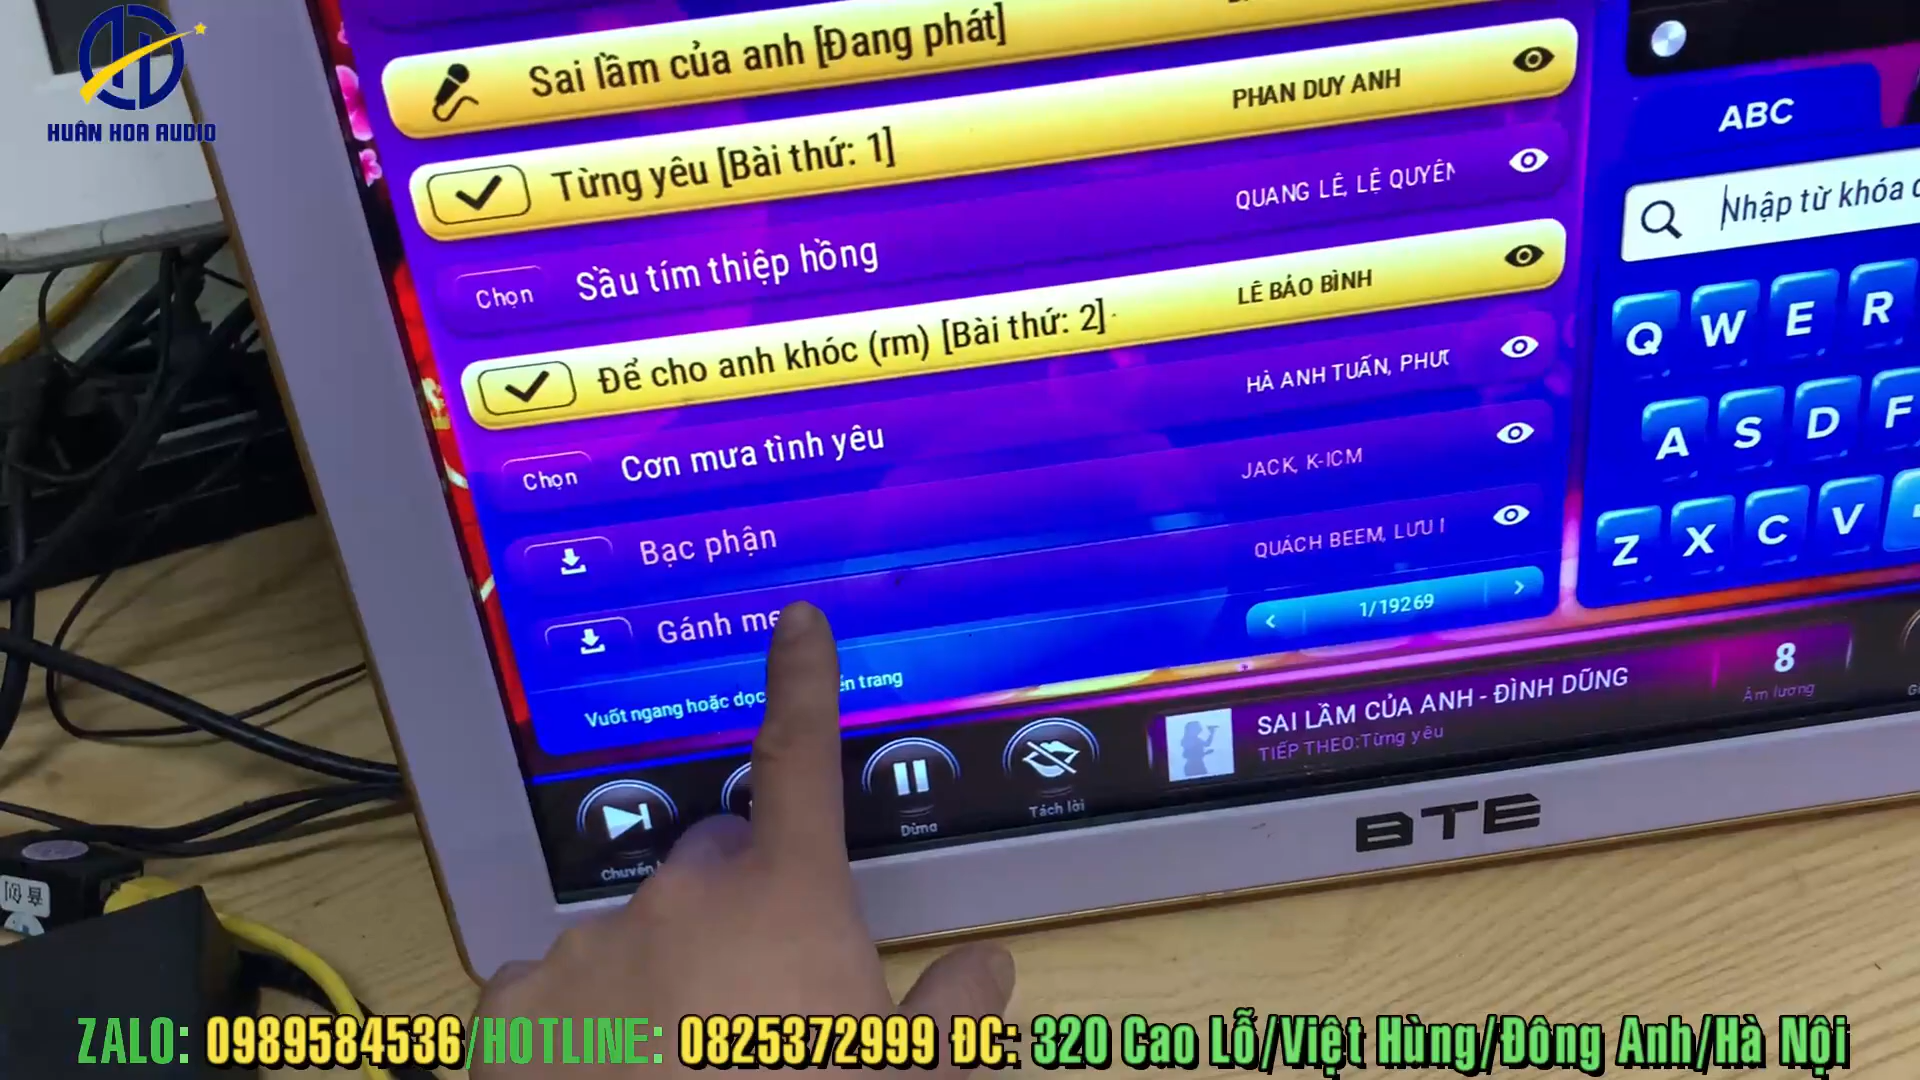 HUÂN HOA AUDIO
Sai lầm của anh [Đang phát]
Từng yêu [Bài thứ: 1]
PHAN DUY ANH
Chọn
Sầu tím thiệp hồng
QUANG LÊ, LỆ QUYÊN
Để cho anh khóc (rm) [Bài thứ: 2]
LÊ BẢO BÌNH
Chọn
Cơn mưa tình yêu
HÀ ANH TUẤN,
Bạc phận
JACK, K-ICM
Gánh mẹ
QUÁCH BEEM, LƯU
1/19269
Vuốt ngang hoặc dọc trang
ABC
Nhập từ khóa
Q W E R
A S D F
Z X C V
Dừng
Tách lời
SAI LẦM CỦA ANH - ĐÌNH DŨNG
TIẾP THEO:Từng yêu
8
Âm lượng
BTE
ZALO: 0989584536/HOTLINE: 0825372999 ĐC: 320 Cao Lỗ/Việt Hùng/Đông Anh/Hà Nội